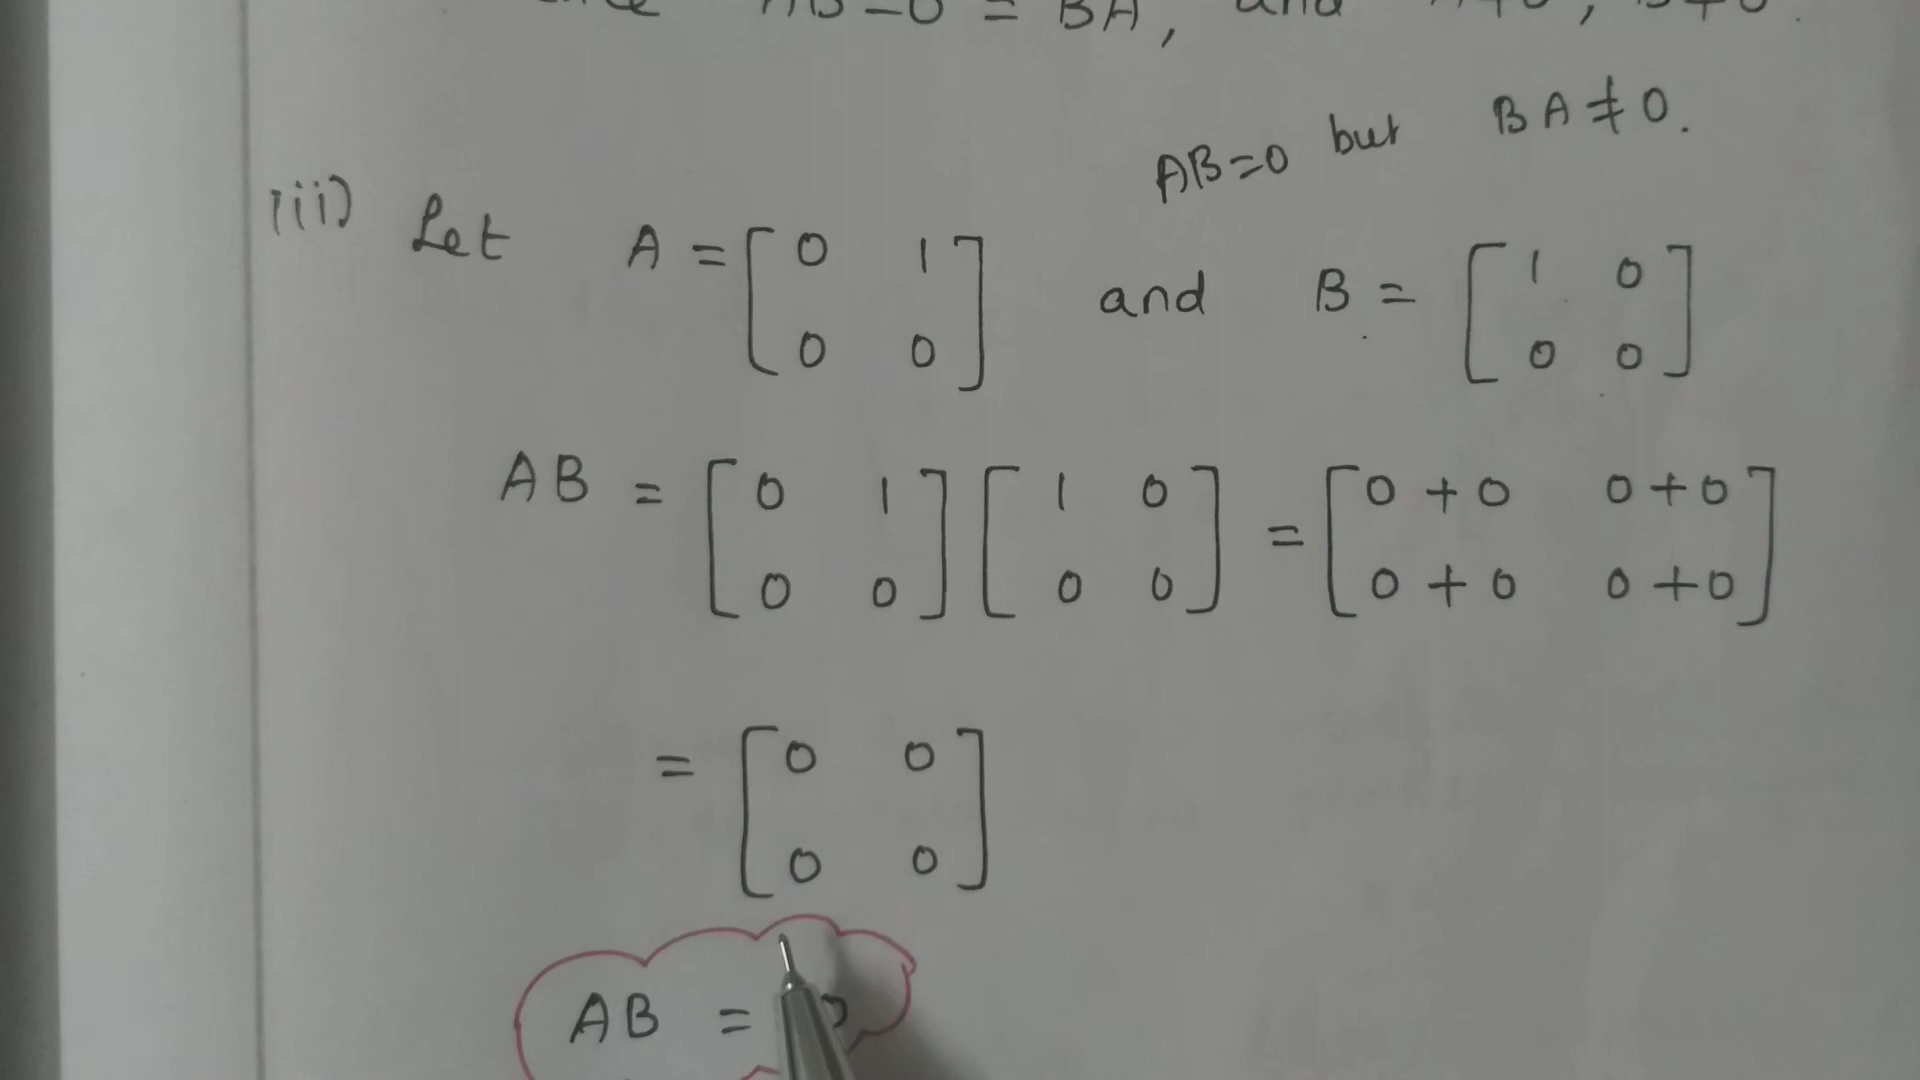 = BA, and
AB=0 but BA≠0.
iii) Let A = [ 0 1 and B = [ 1 0
0 0 ] 0 0 ]
AB = [ 0 1 ] [ 1 0 ] = [ 0+0 0+0 ]
0 0 0 0 0+0 0+0
= [ 0 0 ]
0 0
AB =